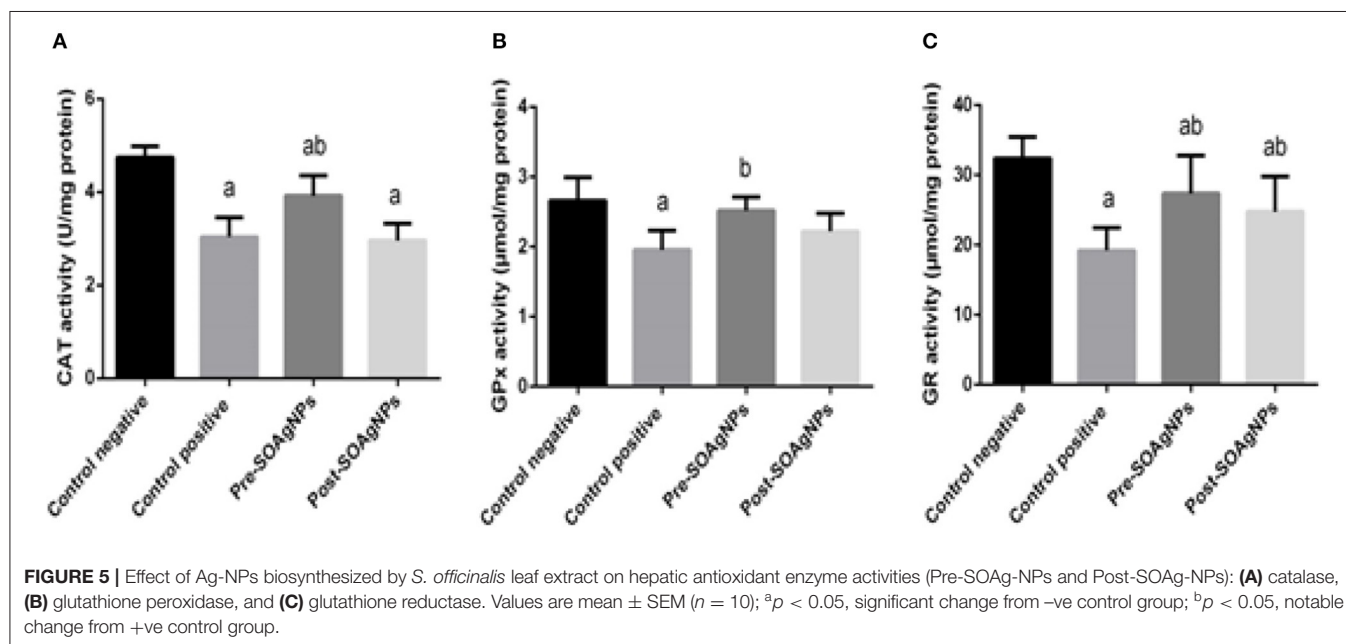 A
CAT activity (U/mg protein)
6
4
2
0
a
ab
a
Control negative
Control positive
Pre-SOAgNPs
Post-SOAgNPs
B
GPx activity (µmol/mg protein)
4
3
2
1
0
a
b
Control negative
Control positive
Pre-SOAgNPs
Post-SOAgNPs
C
GR activity (µmol/mg protein)
40
30
20
10
0
a
ab
ab
Control negative
Control positive
Pre-SOAgNPs
Post-SOAgNPs
FIGURE 5 | Effect of Ag-NPs biosynthesized by S. officinalis leaf extract on hepatic antioxidant enzyme activities (Pre-SOAg-NPs and Post-SOAg-NPs): (A) catalase,
(B) glutathione peroxidase, and (C) glutathione reductase. Values are mean ± SEM (n = 10); ᵃp < 0.05, significant change from –ve control group; ᵇp < 0.05, notable
change from +ve control group.